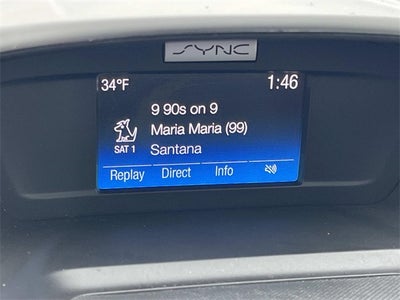 SYNC
34°F 1:46
9 90s on 9
Maria Maria (99)
SAT 1 Santana
Replay Direct Info